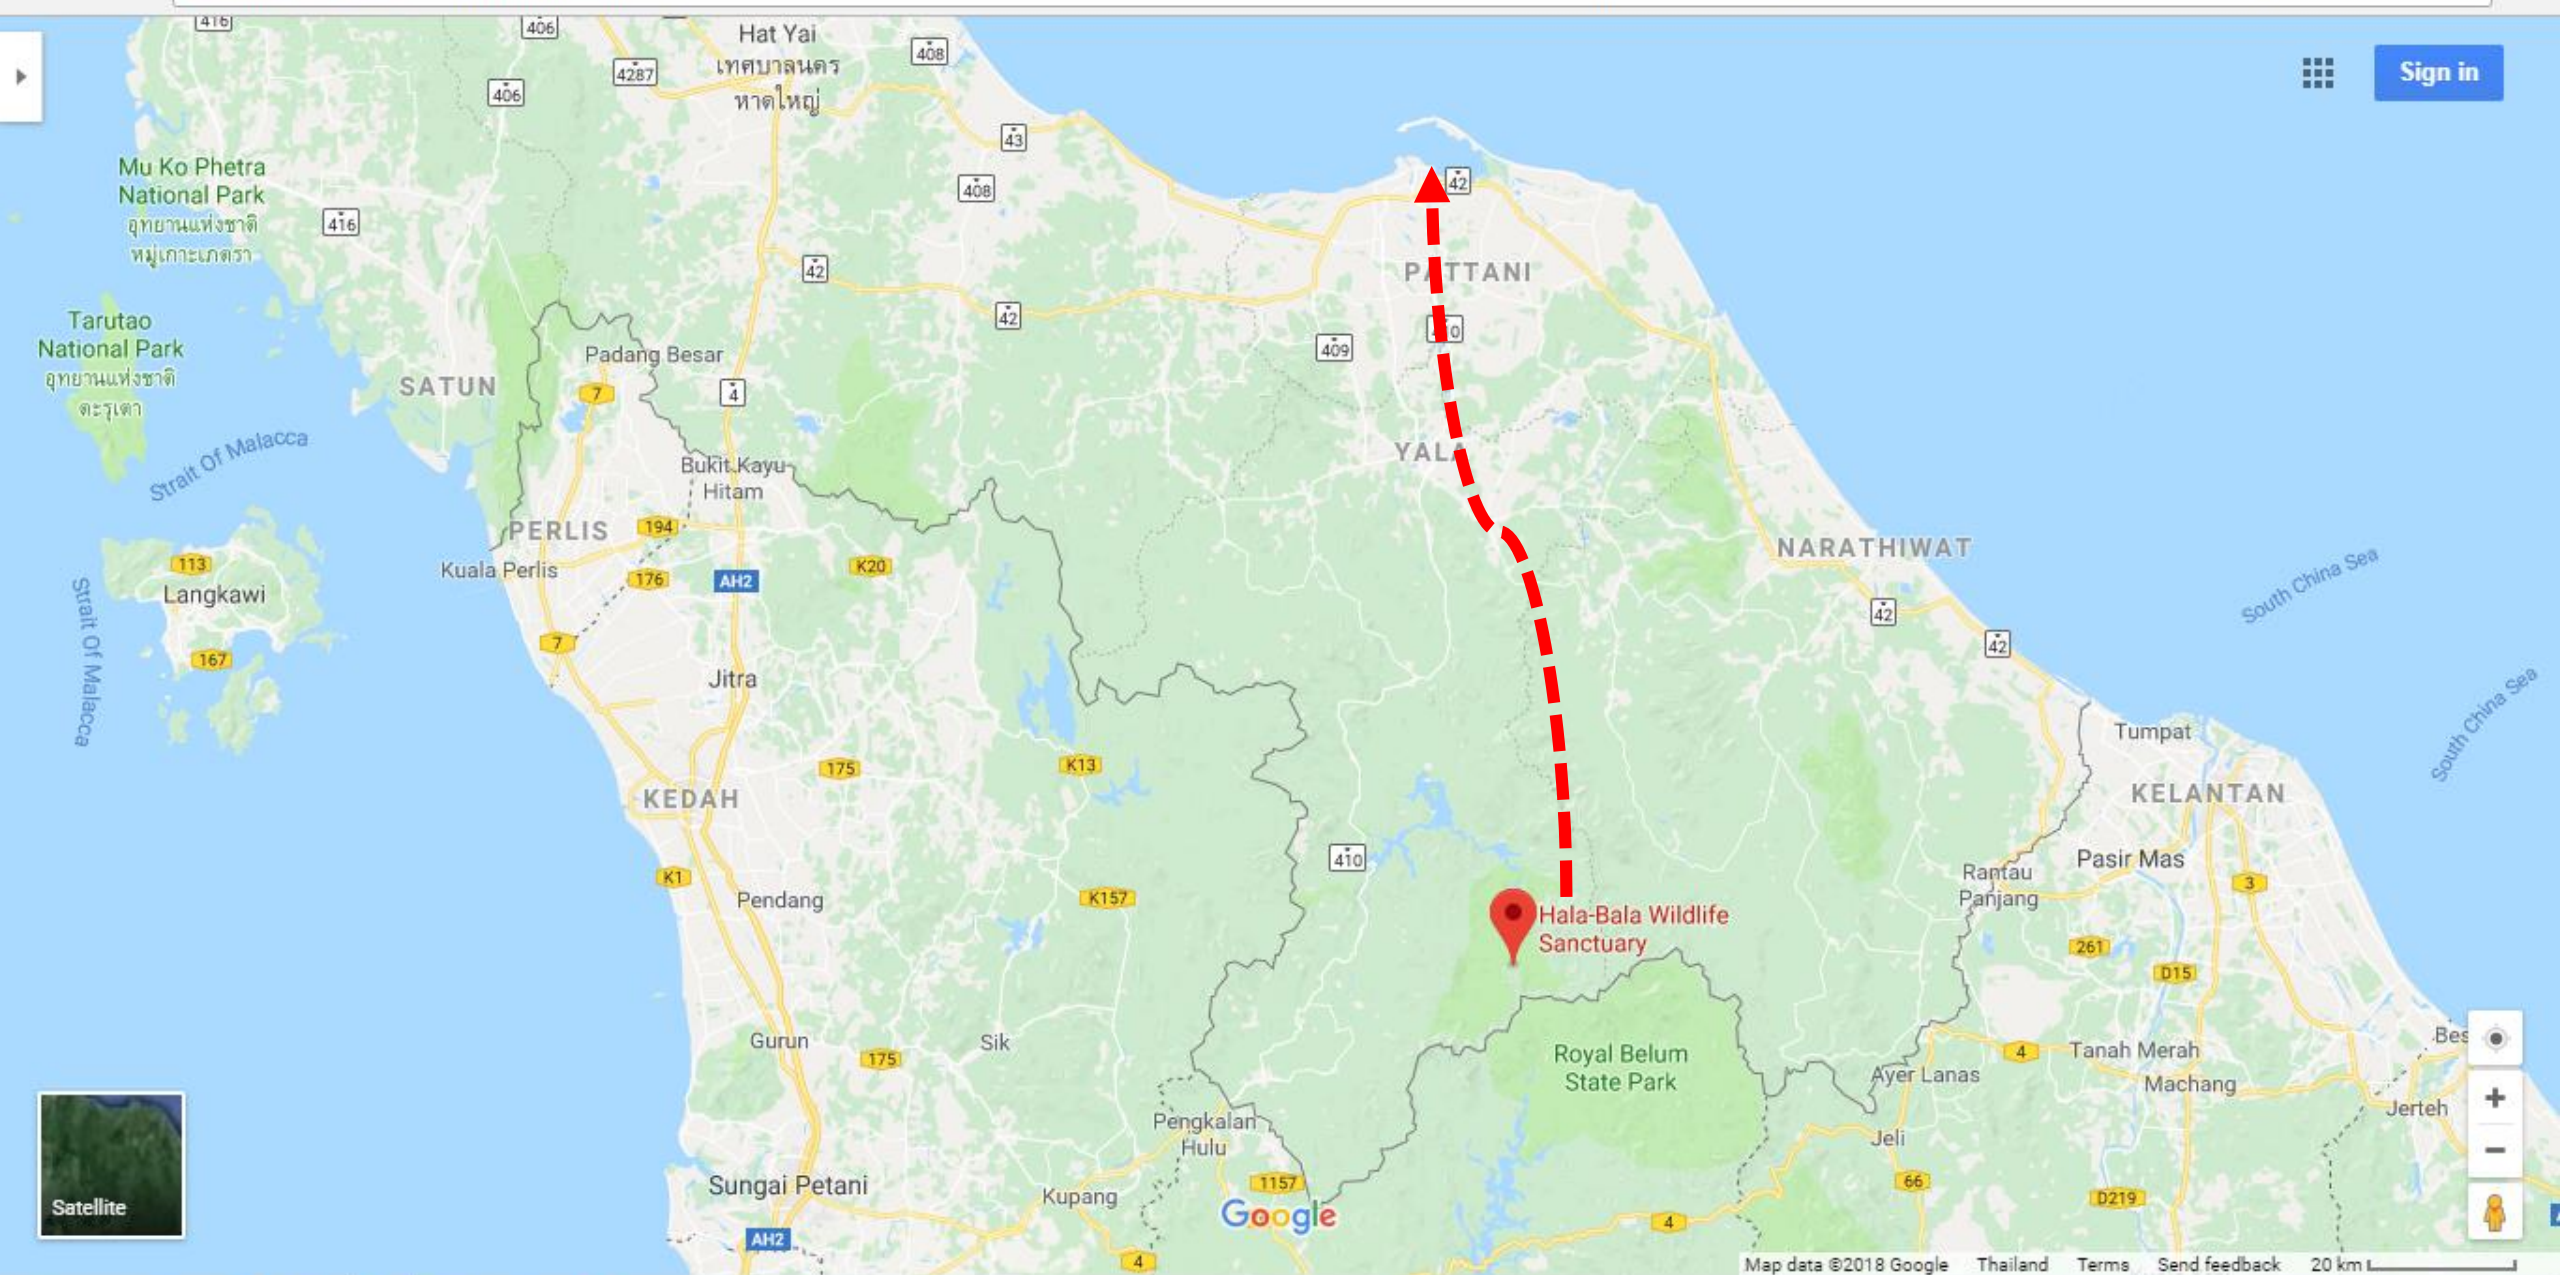 416
406
Hat Yai
เทศบาลนคร
หาดใหญ่
408
4287
406
Sign in
43
Mu Ko Phetra
National Park
อุทยานแห่งชาติ
หมู่เกาะเภตรา
416
408
42
42
PATTANI
42
Tarutao
National Park
อุทยานแห่งชาติ
ตะรุเตา
410
409
Padang Besar
SATUN
7
4
Strait Of Malacca
YALA
Bukit Kayu
Hitam
PERLIS
194
NARATHIWAT
Kuala Perlis
113
Langkawi
176
AH2
K20
South China Sea
Strait Of Malacca
42
7
42
167
Jitra
South China Sea
Tumpat
175
K13
KEDAH
KELANTAN
410
Pasir Mas
Rantau
Panjang
K1
3
Pendang
K157
Hala-Bala Wildlife
Sanctuary
261
D15
Gurun
Sik
175
Royal Belum
State Park
4
Tanah Merah
Bes
Ayer Lanas
Machang
Jerteh
Pengkalan
Hulu
Jeli
Sungai Petani
Kupang
1157
66
D219
Satellite
Google
4
AH2
4
Map data ©2018 Google Thailand Terms Send feedback 20 km